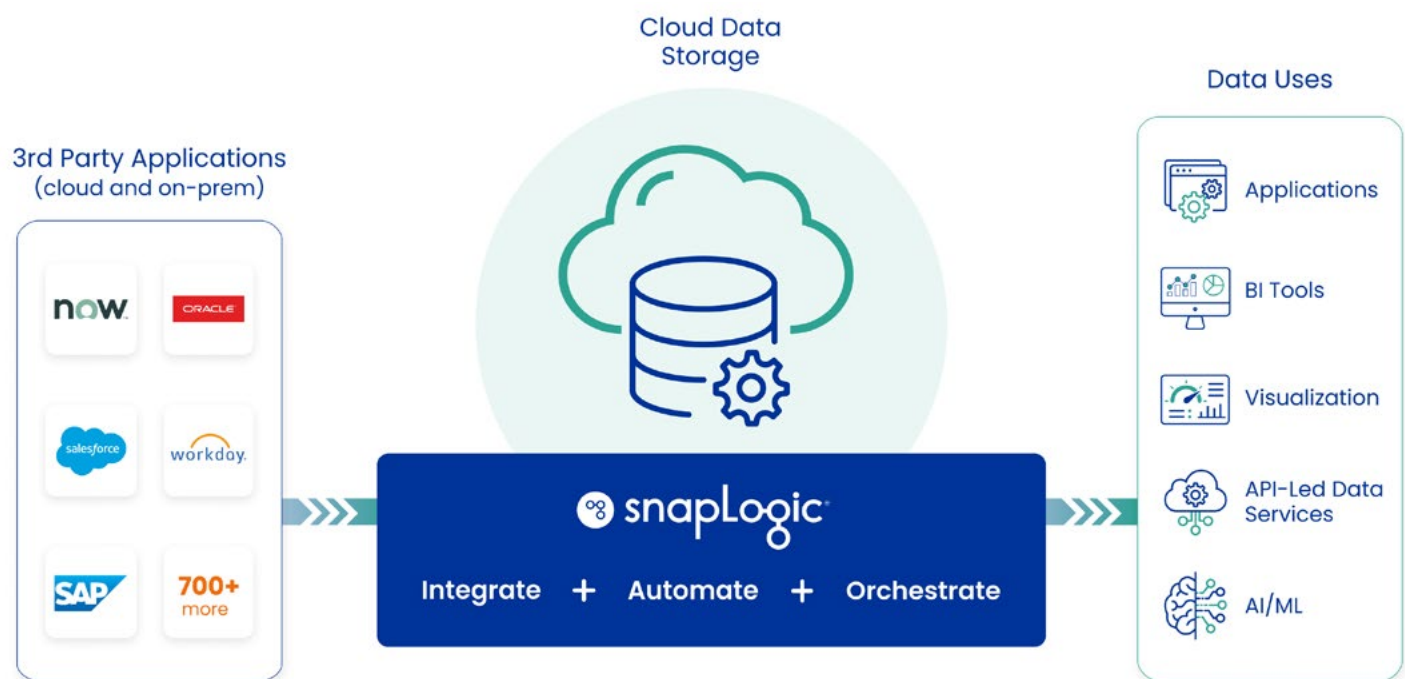 Cloud Data
Storage
Data Uses
3rd Party Applications
(cloud and on-prem)
now.
ORACLE
salesforce
workday.
SAP
700+
more
snapLogic
Integrate + Automate + Orchestrate
Applications
BI Tools
Visualization
API-Led Data
Services
AI/ML